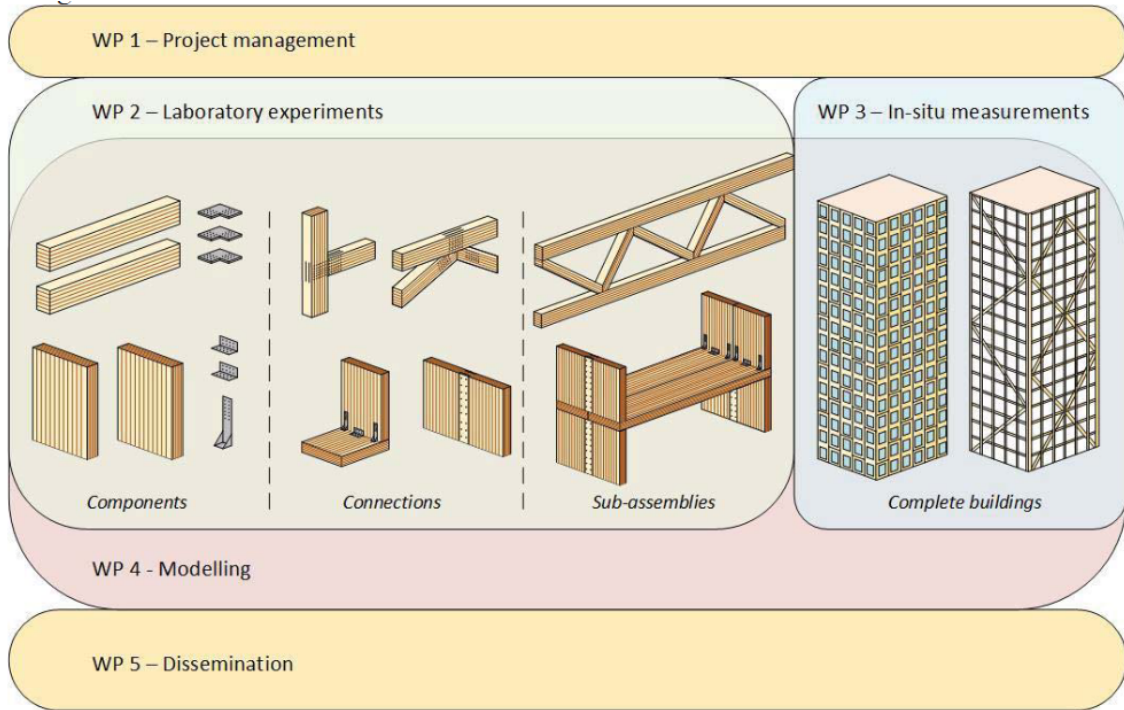 WP 1 – Project management
WP 2 – Laboratory experiments
WP 3 – In-situ measurements
Components
Connections
Sub-assemblies
Complete buildings
WP 4 - Modelling
WP 5 – Dissemination